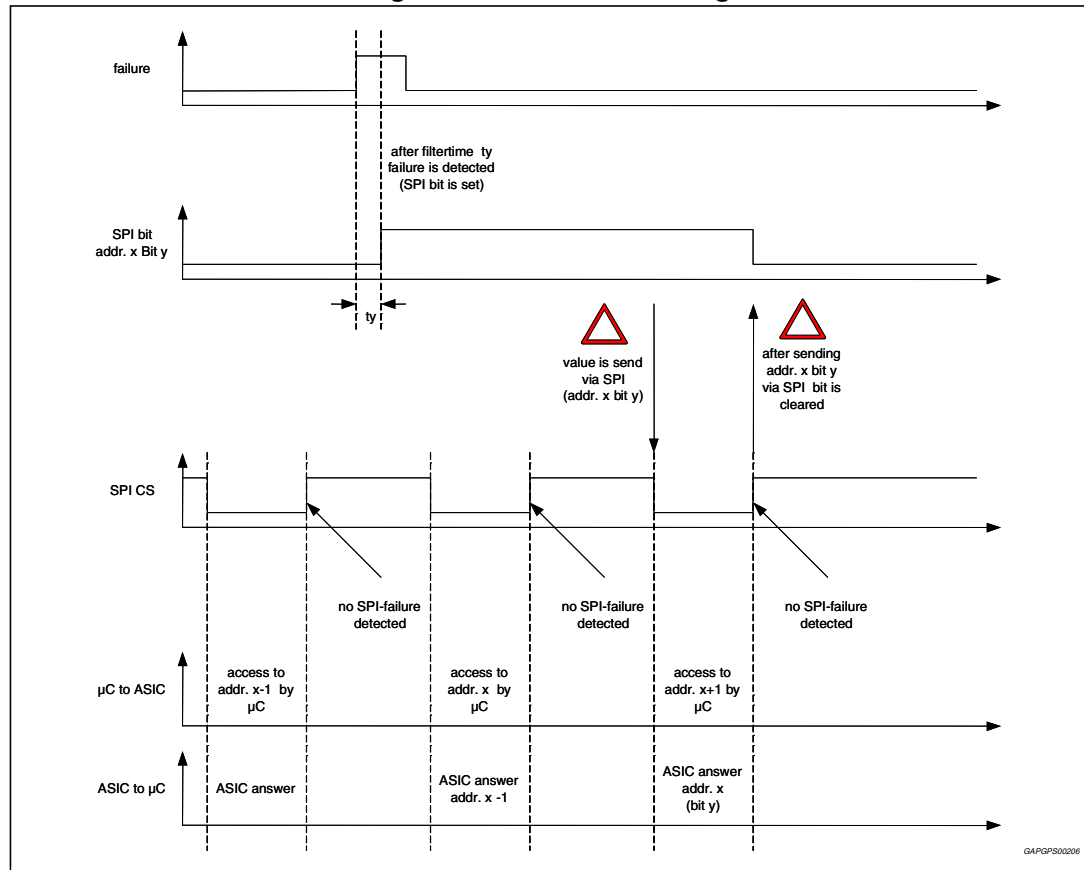 failure
after filtertime ty
failure is detected
(SPI bit is set)
SPI bit
addr. x Bit y
ty
value is send
via SPI
(addr. x bit y)
after sending
addr. x bit y
via SPI bit is
cleared
SPI CS
no SPI-failure
detected
no SPI-failure
detected
no SPI-failure
detected
µC to ASIC
access to
addr. x-1 by
µC
access to
addr. x by
µC
access to
addr. x+1 by
µC
ASIC to µC
ASIC answer
ASIC answer
addr. x -1
ASIC answer
addr. x
(bit y)
GAPGPS00206